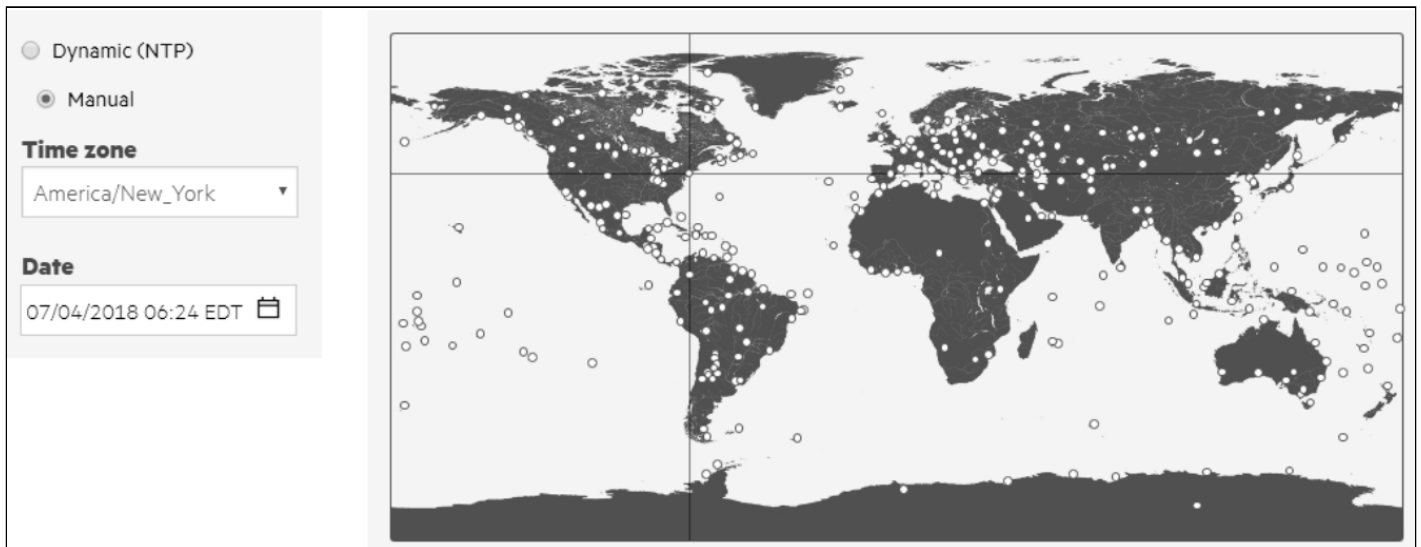 Dynamic (NTP)
Manual
Time zone
America/New_York
Date
07/04/2018 06:24 EDT